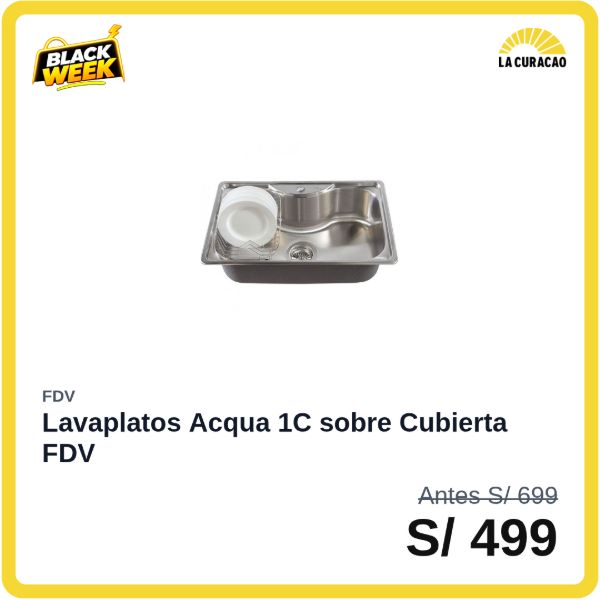 BLACK
WEEK
LA CURACAO
FDV
Lavaplatos Acqua 1C sobre Cubierta
FDV
Antes S/ 699
S/ 499